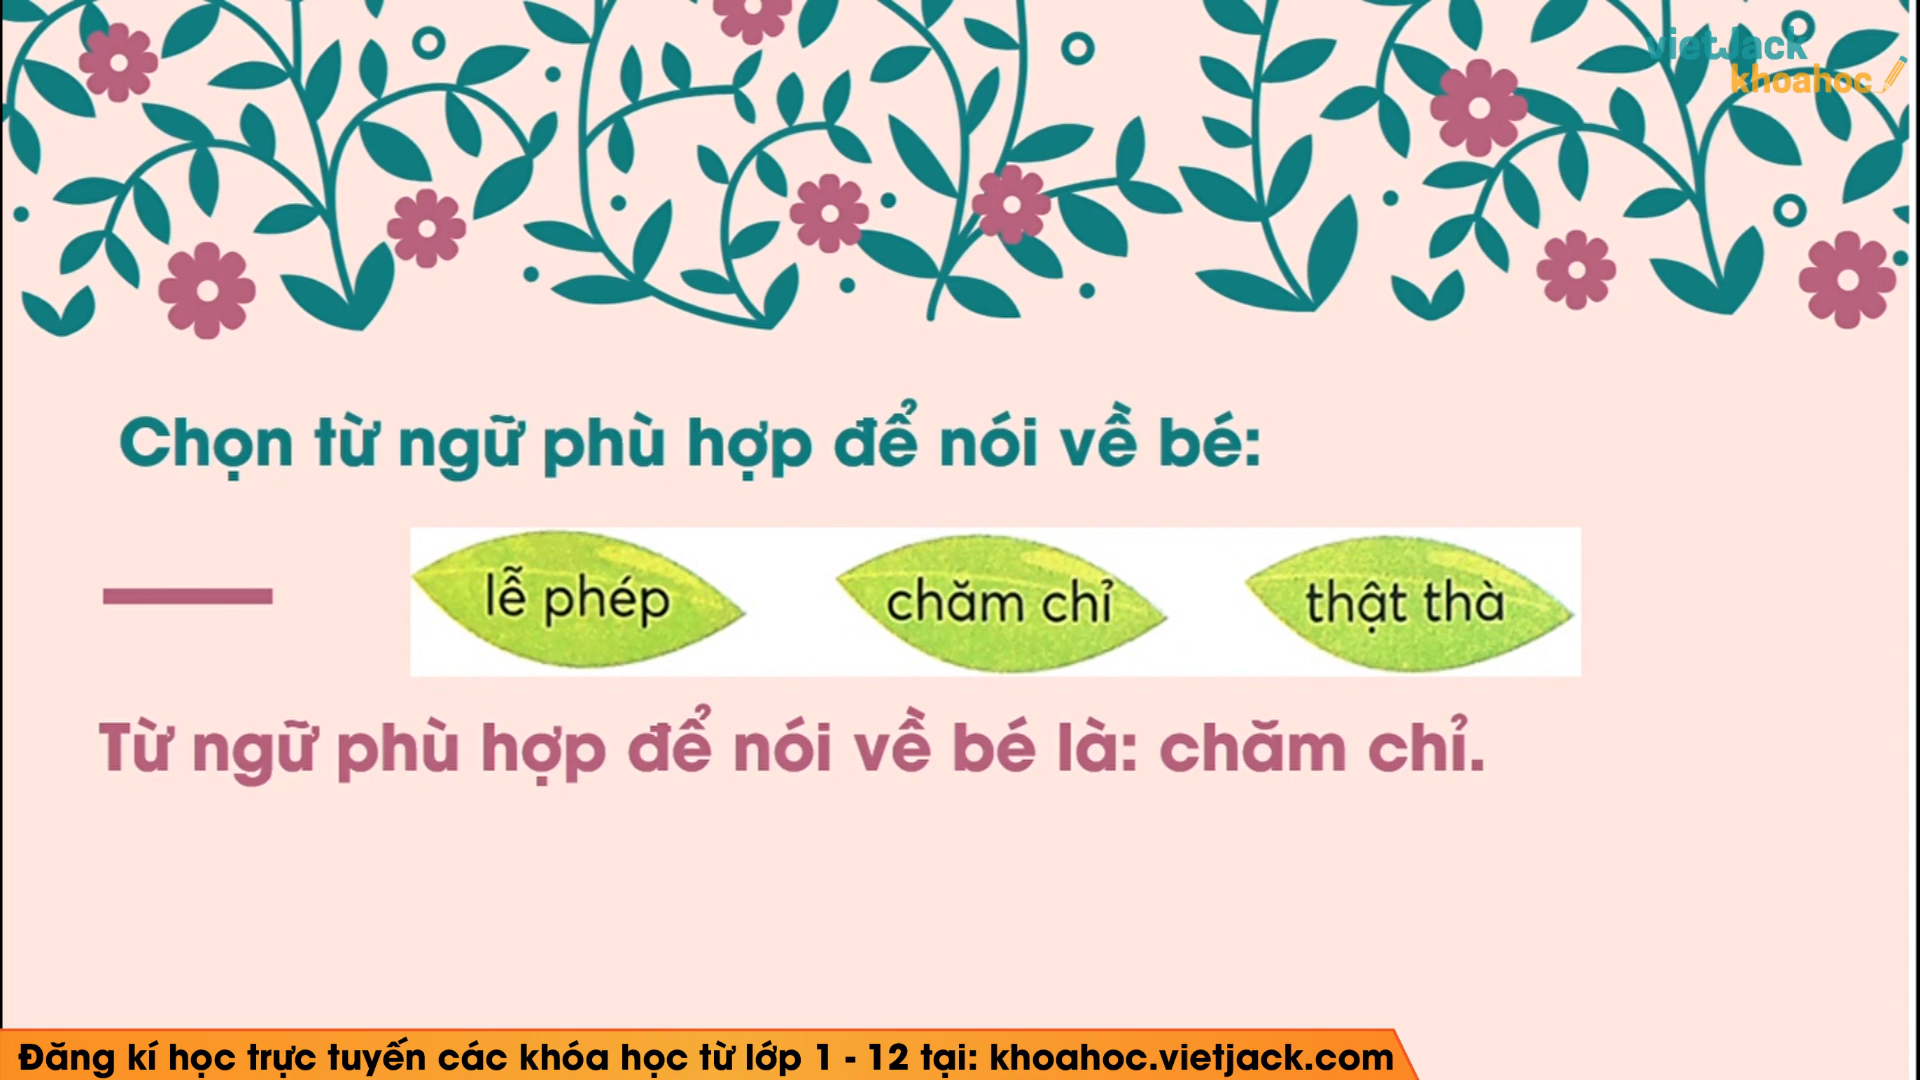 vietJack
khoahoc
Chọn từ ngữ phù hợp để nói về bé:
lễ phép chăm chỉ thật thà
Từ ngữ phù hợp để nói về bé là: chăm chỉ.
Đăng kí học trực tuyến các khóa học từ lớp 1 - 12 tại: khoahoc.vietjack.com